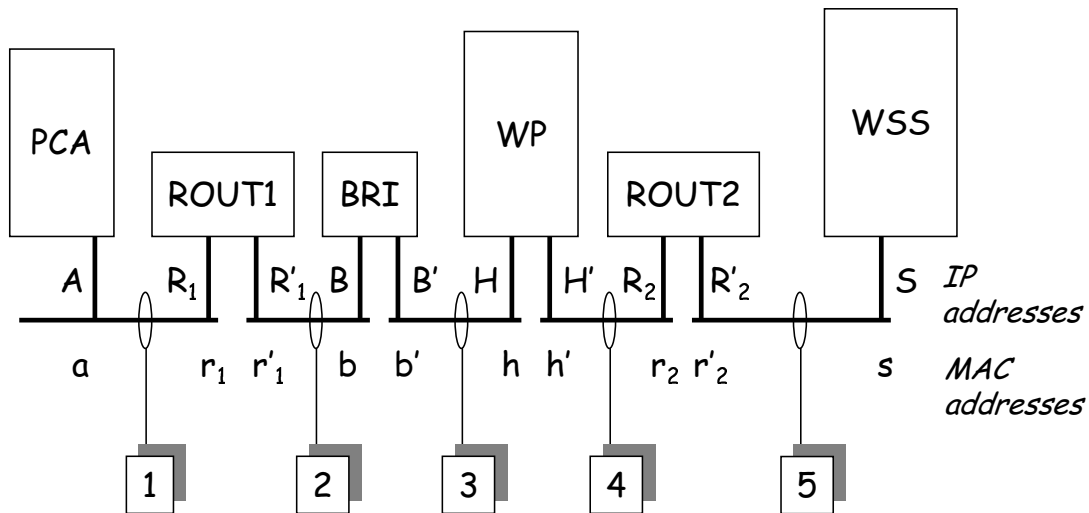 PCA
WP
WSS
ROUT1
BRI
ROUT2
A R₁ R'₁ B B' H H' R₂ R'₂ S IP addresses
a r₁ r'₁ b b' h h' r₂ r'₂ s MAC addresses
1 2 3 4 5